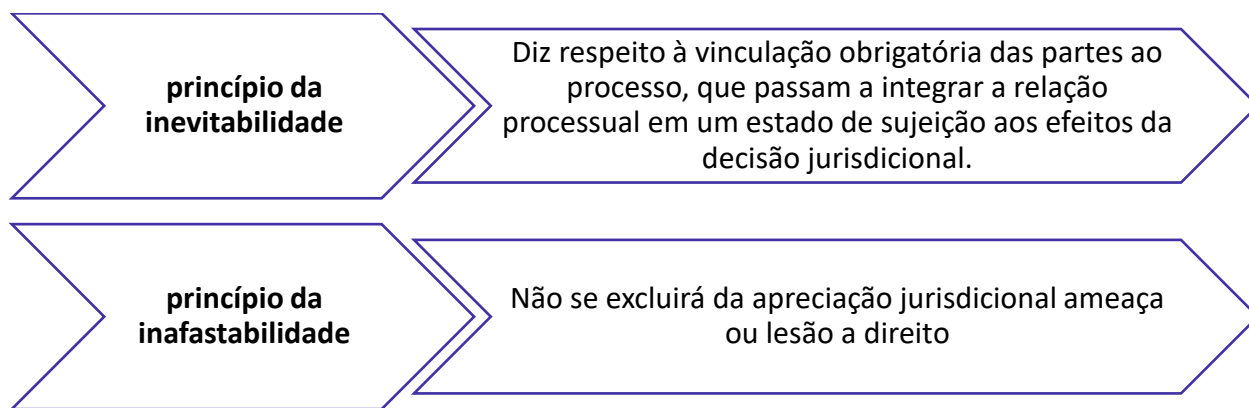 princípio da
inevitabilidade
Diz respeito à vinculação obrigatória das partes ao
processo, que passam a integrar a relação
processual em um estado de sujeição aos efeitos da
decisão jurisdicional.
princípio da
inafastabilidade
Não se excluirá da apreciação jurisdicional ameaça
ou lesão a direito